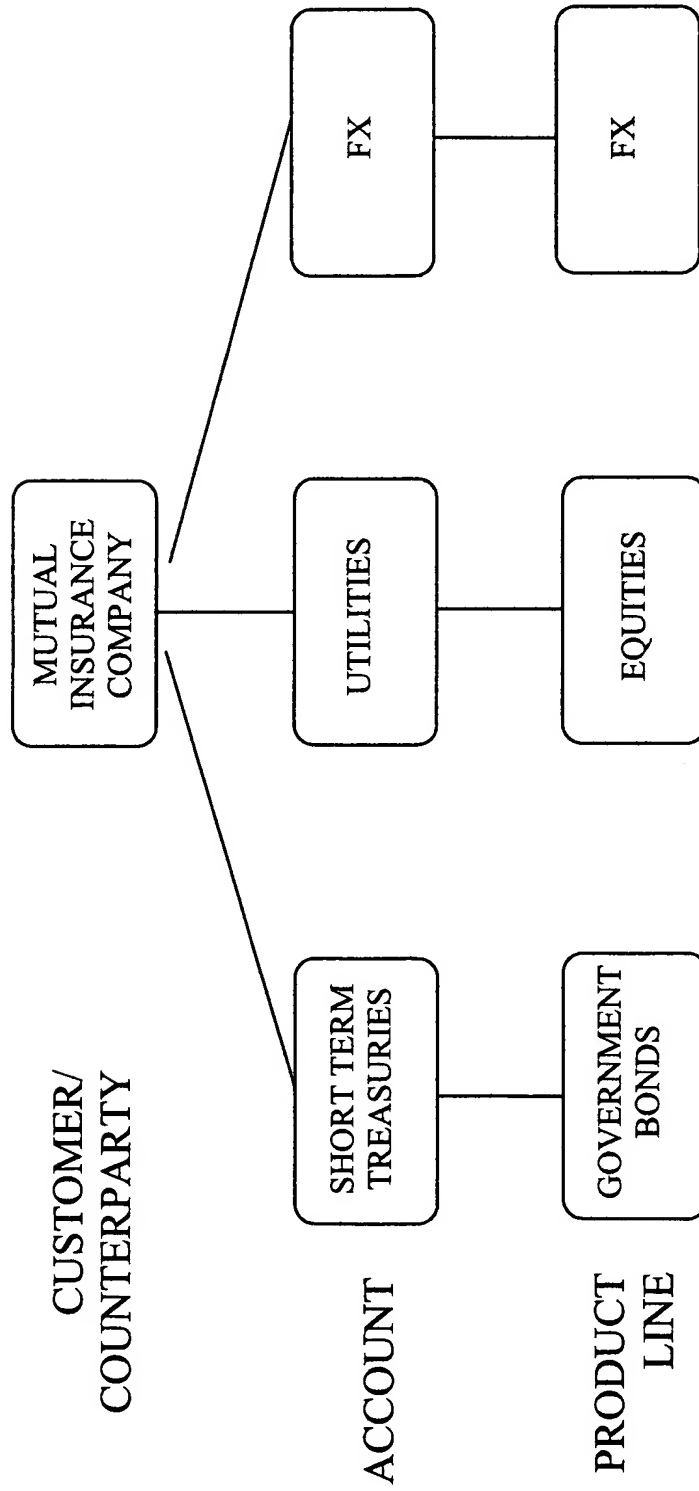 CUSTOMER/
COUNTERPARTY
MUTUAL
INSURANCE
COMPANY
ACCOUNT
SHORT TERM
TREASURIES
UTILITIES
FX
PRODUCT
LINE
GOVERNMENT
BONDS
EQUITIES
FX